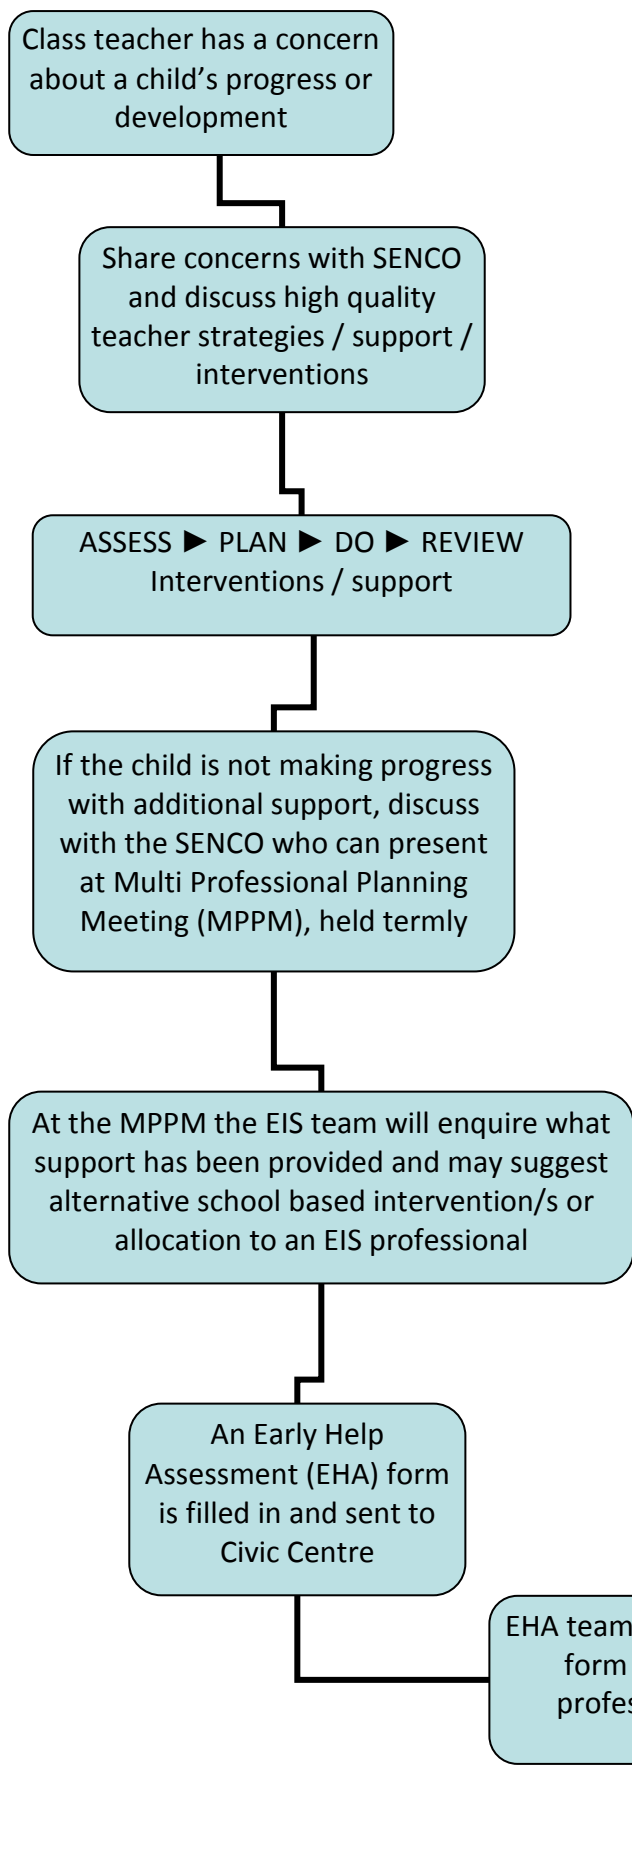 Class teacher has a concern
about a child’s progress or
development
Share concerns with SENCO
and discuss high quality
teacher strategies / support /
interventions
ASSESS ► PLAN ► DO ► REVIEW
Interventions / support
If the child is not making progress
with additional support, discuss
with the SENCO who can present
at Multi Professional Planning
Meeting (MPPM), held termly
At the MPPM the EIS team will enquire what
support has been provided and may suggest
alternative school based intervention/s or
allocation to an EIS professional
An Early Help
Assessment (EHA) form
is filled in and sent to
Civic Centre
EHA team
form